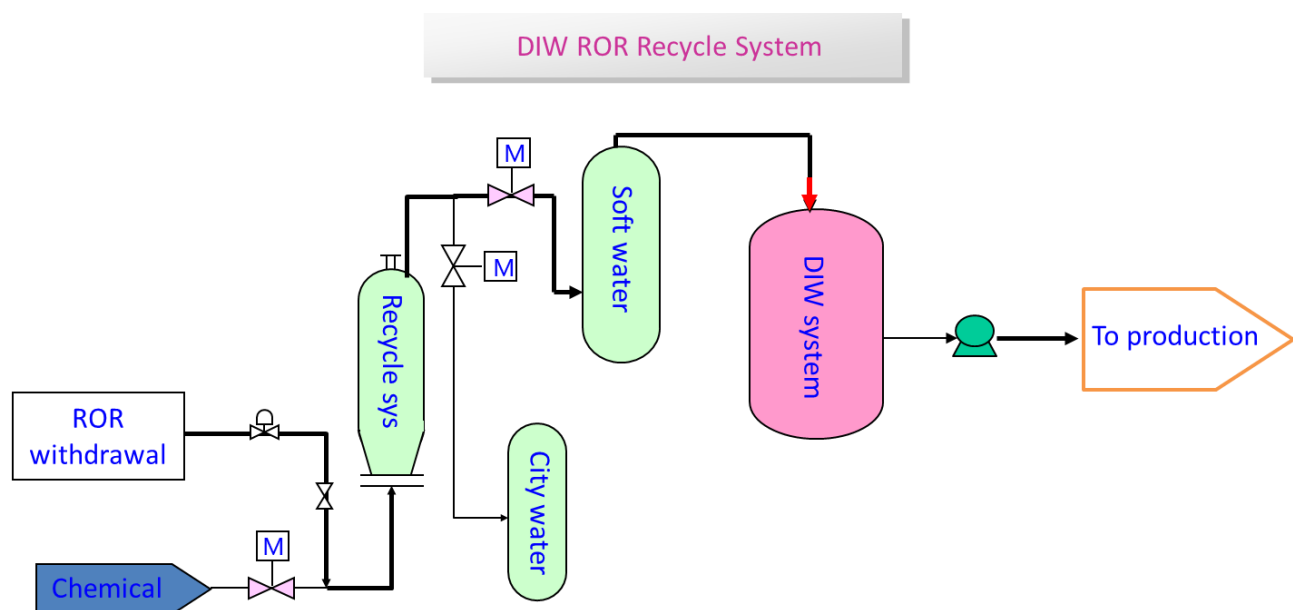 DIW ROR Recycle System
M
Soft water
M
Recycle sys
DIW system
To production
ROR
withdrawal
City water
M
Chemical